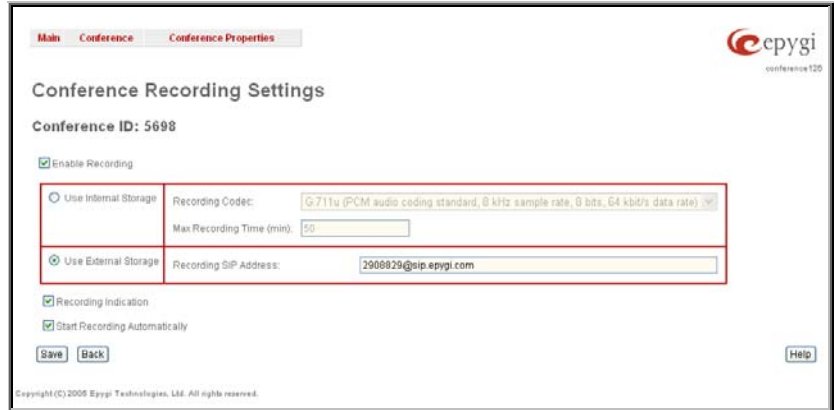 Main Conference Conference Properties
epygi
conference120
Conference Recording Settings
Conference ID: 5698
Enable Recording
Use Internal Storage Recording Codec: G.711u (PCM audio coding standard, 8 kHz sample rate, 8 bits, 64 kbit/s data rate)
Max Recording Time (min): 50
Use External Storage Recording SIP Address: 2908829@sip.epygi.com
Recording Indication
Start Recording Automatically
Save Back Help
Copyright (C) 2005 Epygi Technologies, Ltd. All rights reserved.